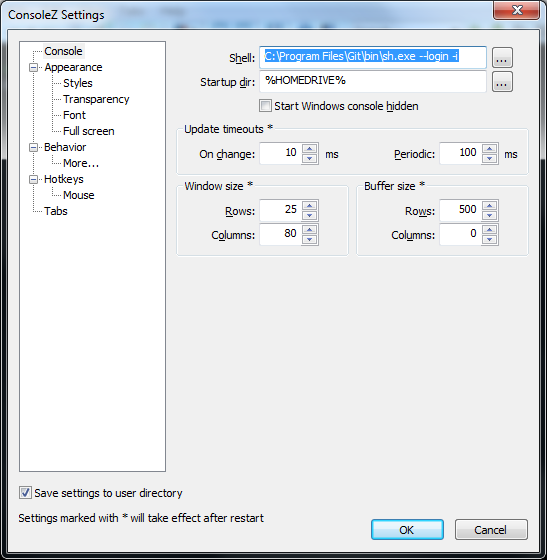 ConsoleZ Settings
Console
Appearance
Styles
Transparency
Font
Full screen
Behavior
More...
Hotkeys
Mouse
Tabs
Shell: C:\Program Files\Git\bin\sh.exe --login -i ...
Startup dir: %HOMEDRIVE% ...
Start Windows console hidden
Update timeouts *
On change: 10 ms Periodic: 100 ms
Window size * Buffer size *
Rows: 25 Rows: 500
Columns: 80 Columns: 0
Save settings to user directory
Settings marked with * will take effect after restart
OK Cancel